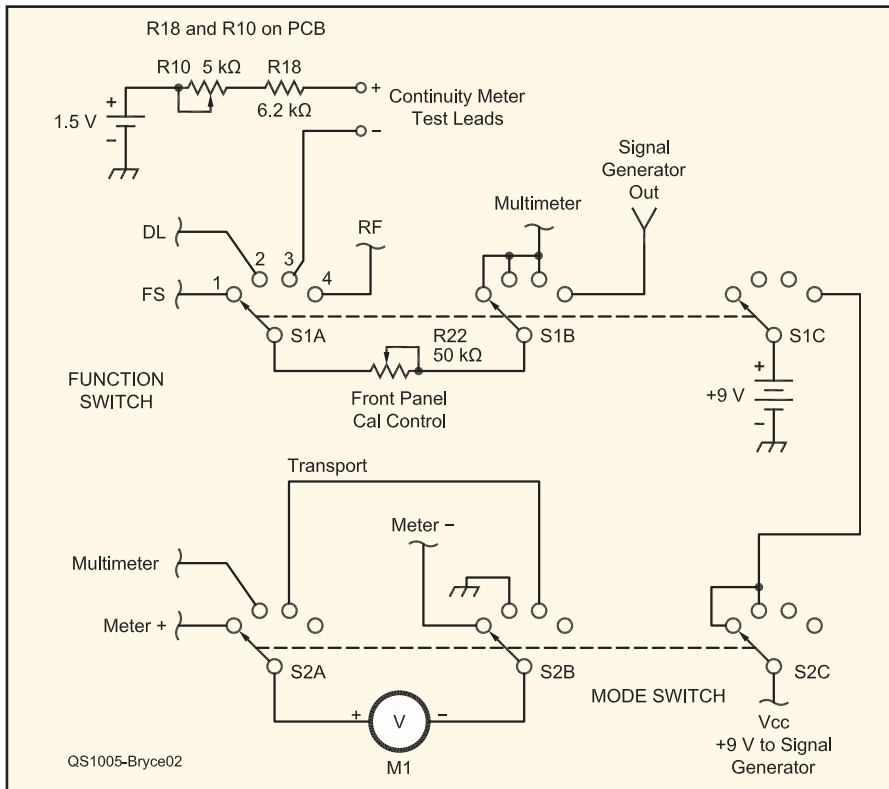 R18 and R10 on PCB
R10 5 kΩ R18
6.2 kΩ
+
−
Continuity Meter
Test Leads
+
1.5 V
−
Signal
Generator
Out
Multimeter
DL
2 3
RF
FS
1
4
S1A
S1B
S1C
R22
50 kΩ
FUNCTION
SWITCH
Front Panel
Cal Control
+
+9 V
−
Transport
Meter −
Multimeter
Meter +
S2A
S2B
S2C
MODE SWITCH
+ V −
M1
Vcc
+9 V to Signal
Generator
QS1005-Bryce02